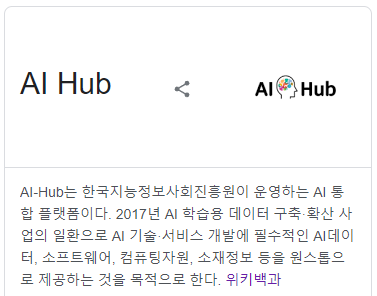 AI Hub
AI Hub
AI-Hub는 한국지능정보사회진흥원이 운영하는 AI 통
합 플랫폼이다. 2017년 AI 학습용 데이터 구축·확산 사
업의 일환으로 AI 기술·서비스 개발에 필수적인 AI데이
터, 소프트웨어, 컴퓨팅자원, 소재정보 등을 원스톱으
로 제공하는 것을 목적으로 한다. 위키백과